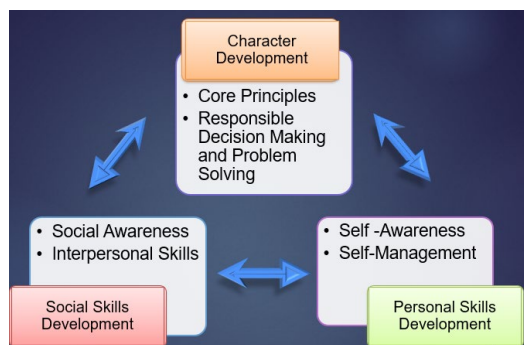 Character
Development
• Core Principles
• Responsible
Decision Making
and Problem
Solving
• Social Awareness
• Interpersonal Skills
Social Skills
Development
• Self -Awareness
• Self-Management
Personal Skills
Development